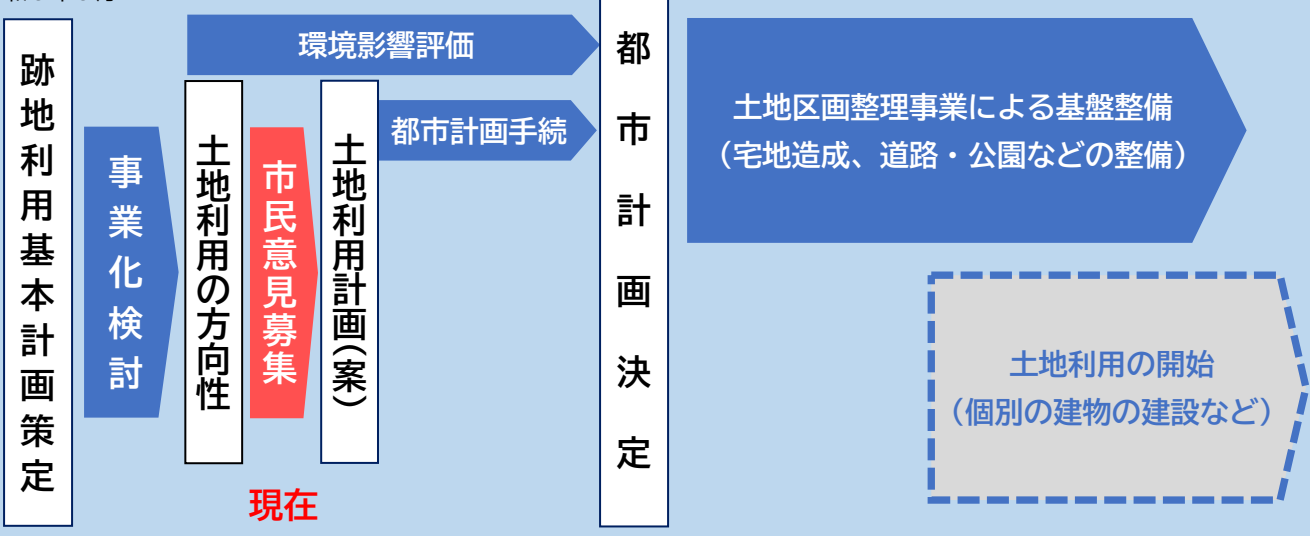 跡地利用基本計画策定
事業化検討
環境影響評価
土地利用の方向性
市民意見募集
現在
土地利用計画(案)
都市計画手続
都市計画決定
土地区画整理事業による基盤整備
（宅地造成、道路・公園などの整備）
土地利用の開始
（個別の建物の建設など）